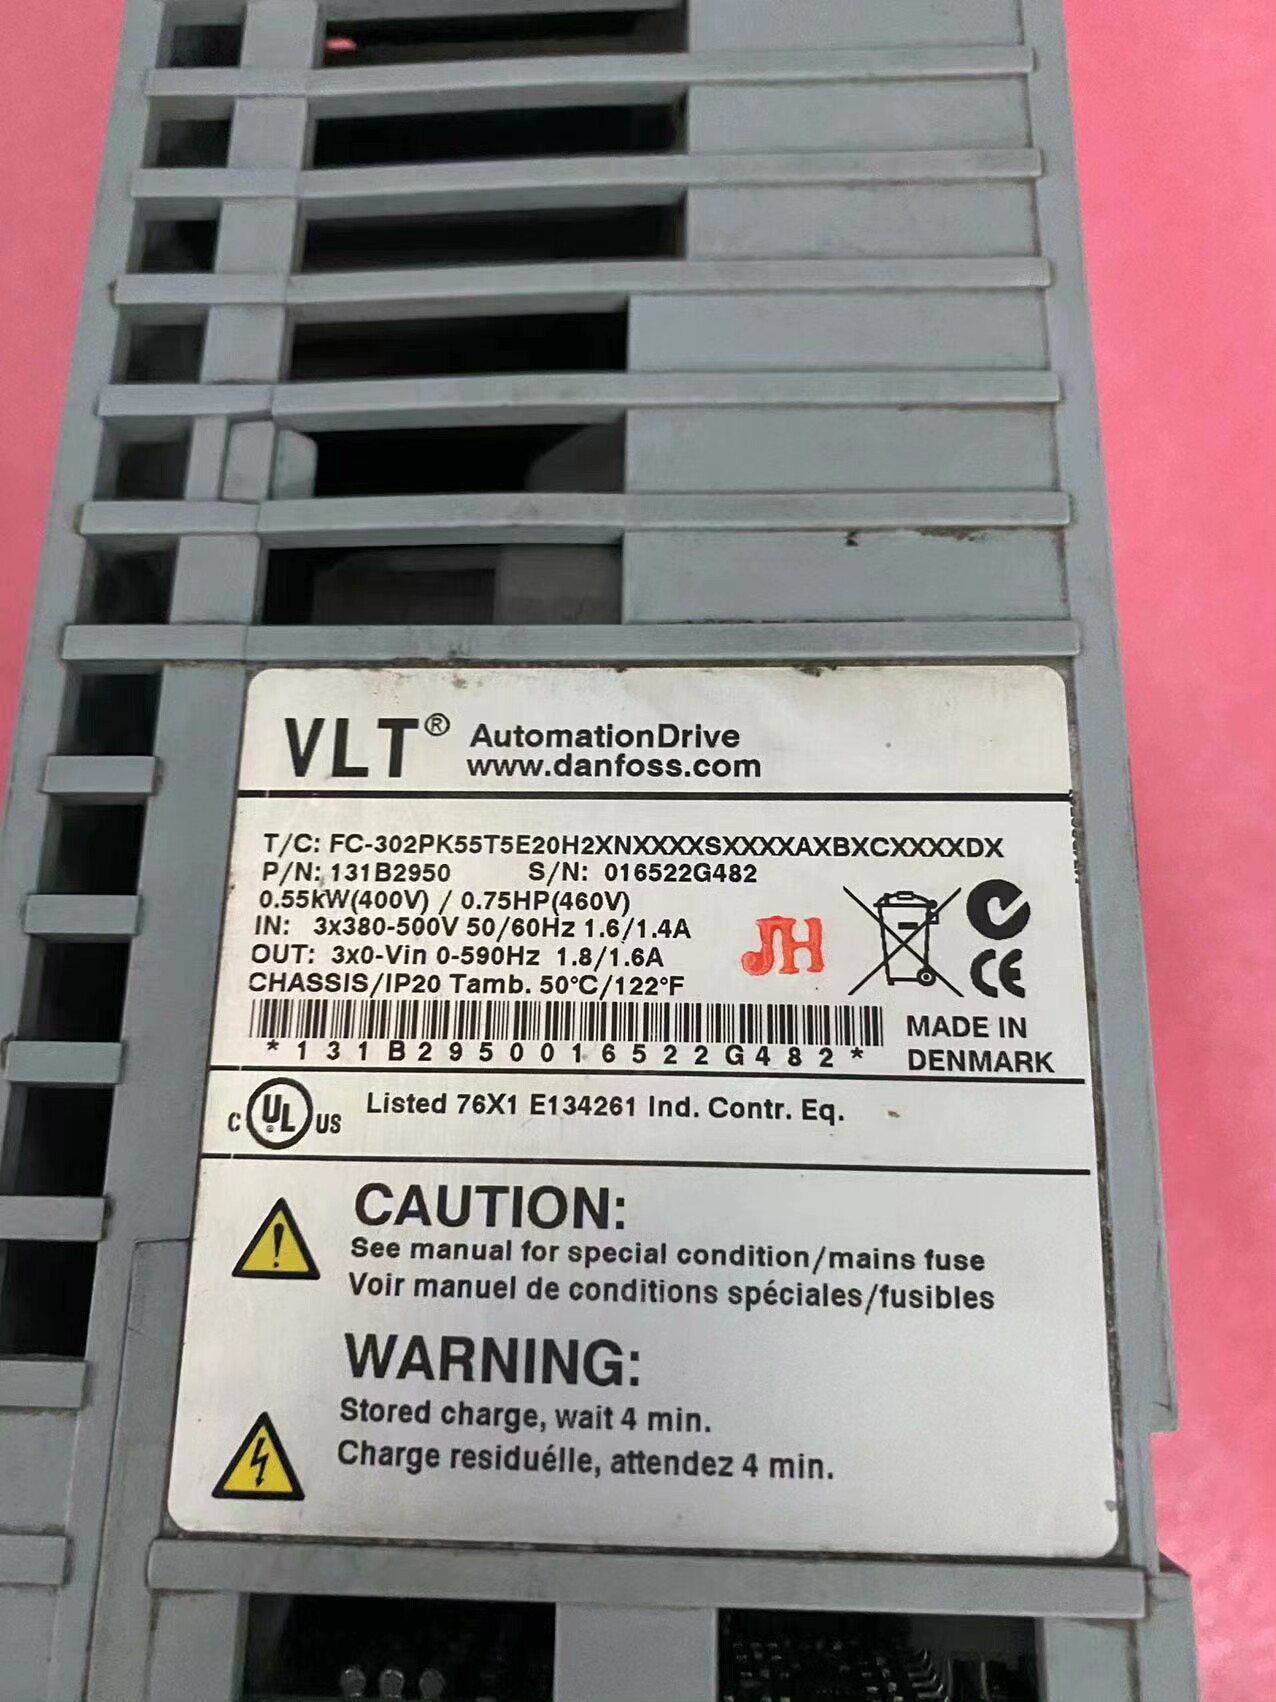 VLT® AutomationDrive
www.danfoss.com
T/C: FC-302PK55T5E20H2XNXXXXSXXXXAXBXCXXXXDX
P/N: 131B2950 S/N: 016522G482
0.55kW(400V) / 0.75HP(460V)
IN: 3x380-500V 50/60Hz 1.6/1.4A
OUT: 3x0-Vin 0-590Hz 1.8/1.6A
CHASSIS/IP20 Tamb. 50°C/122°F
JH
CE
*131B2950016522G482*
MADE IN
DENMARK
C UL US Listed 76X1 E134261 Ind. Contr. Eq.
CAUTION:
See manual for special condition/mains fuse
Voir manuel de conditions spéciales/fusibles
WARNING:
Stored charge, wait 4 min.
Charge residuélle, attendez 4 min.